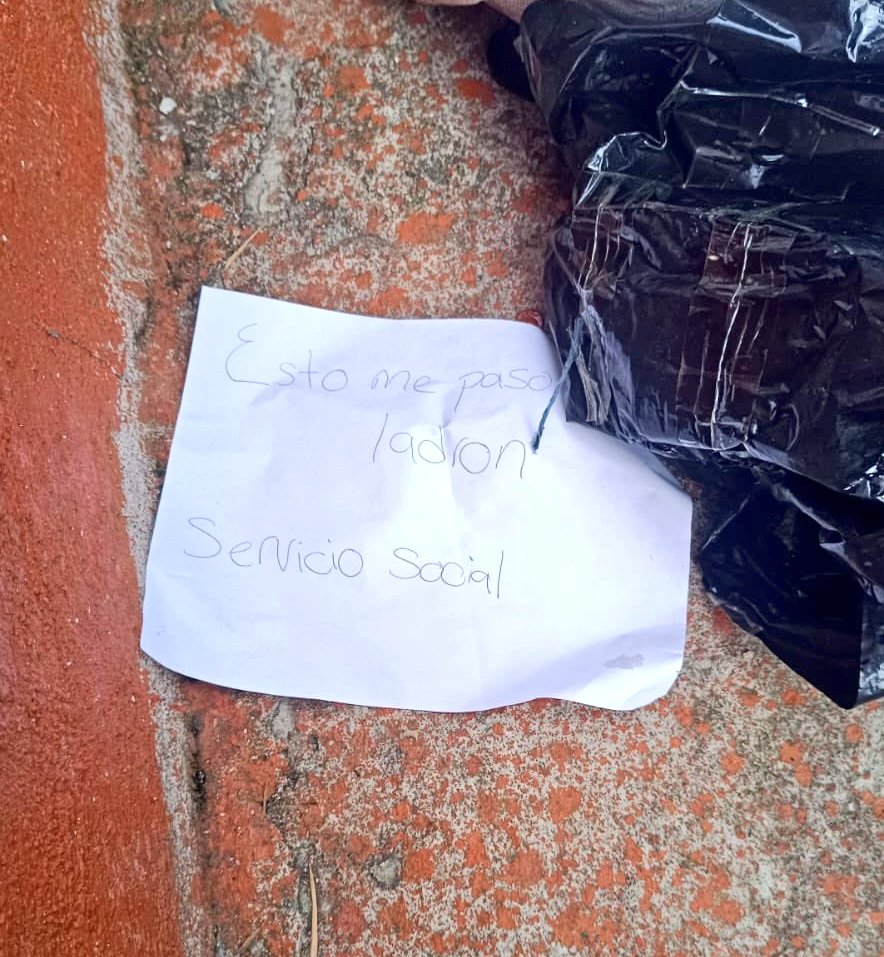 Esto me paso
ladron
Servicio Social